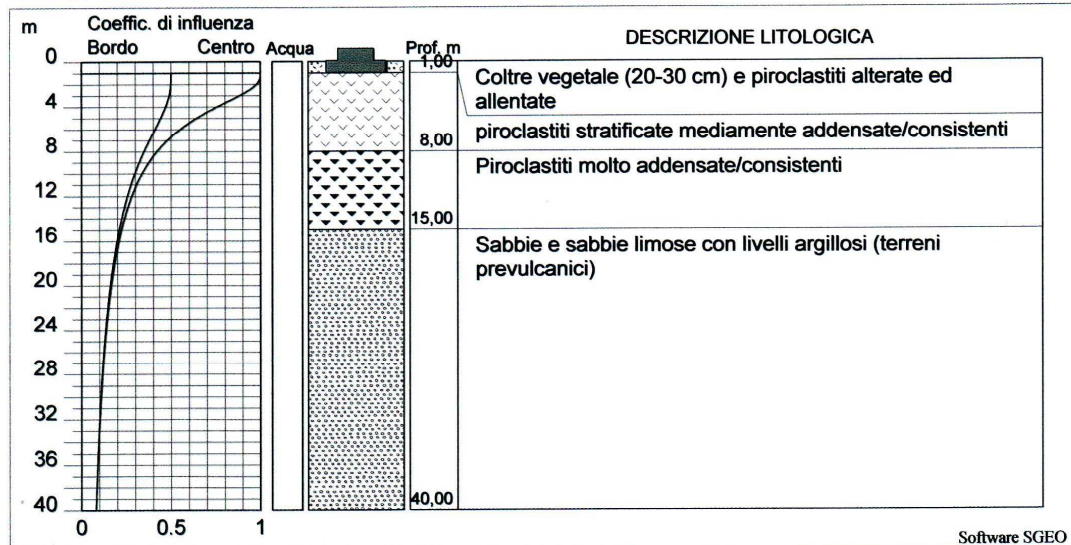 m
Coeffic. di influenza
Bordo Centro
Acqua
Prof. m
DESCRIZIONE LITOLOGICA
0
4
8
12
16
20
24
28
32
36
40
0 0.5 1
1,00
Coltre vegetale (20-30 cm) e piroclastiti alterate ed
allentate
piroclastiti stratificate mediamente addensate/consistenti
8,00
Piroclastiti molto addensate/consistenti
15,00
Sabbie e sabbie limose con livelli argillosi (terreni
prevulcanici)
40,00
Software SGEO